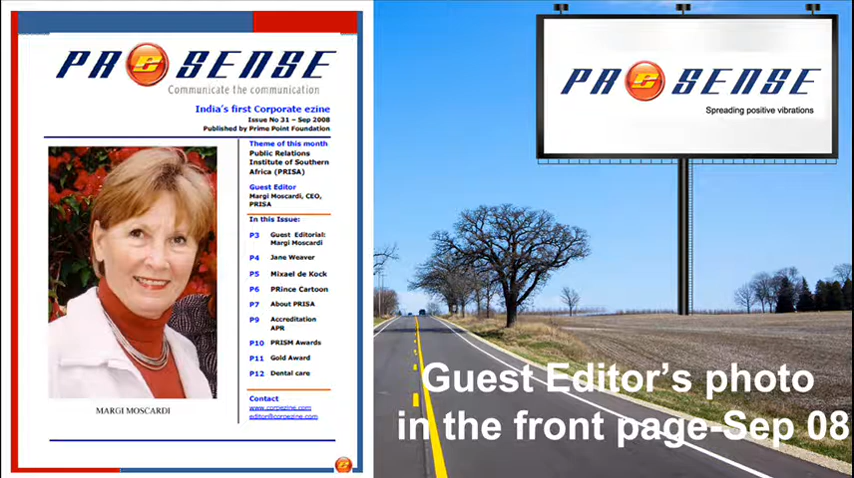 PR e SENSE
Communicate the communication
India's first Corporate ezine
Issue No 31 – Sep 2008
Published by Prime Point Foundation
Theme of this month
Public Relations
Institute of Southern
Africa (PRISA)
Guest Editor
Margi Moscardi, CEO,
PRISA
In this Issue:
P3 Guest Editorial:
Margi Moscardi
P4 Jane Weaver
P5 Mixael de Kock
P6 PRince Cartoon
P7 About PRISA
P9 Accreditation
APR
P10 PRISM Awards
P11 Gold Award
P12 Dental care
Contact
www.corpezine.com
editor@corpezine.com
MARGI MOSCARDI
PR e SENSE
Spreading positive vibrations
Guest Editor's photo
in the front page-Sep 08